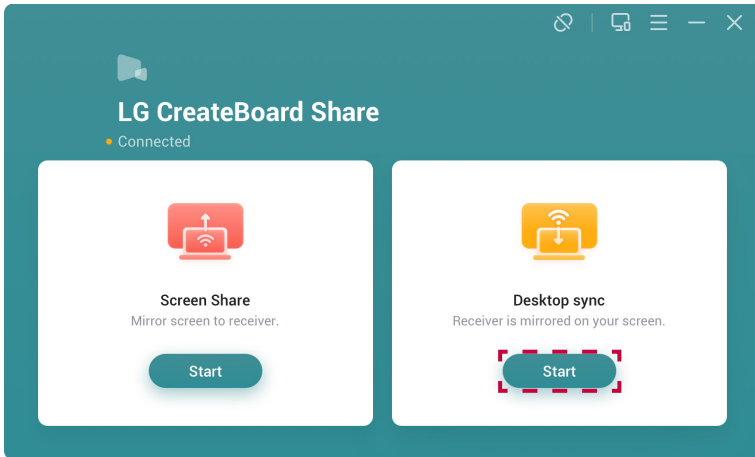 LG CreateBoard Share
Connected
Screen Share
Mirror screen to receiver.
Start
Desktop sync
Receiver is mirrored on your screen.
Start